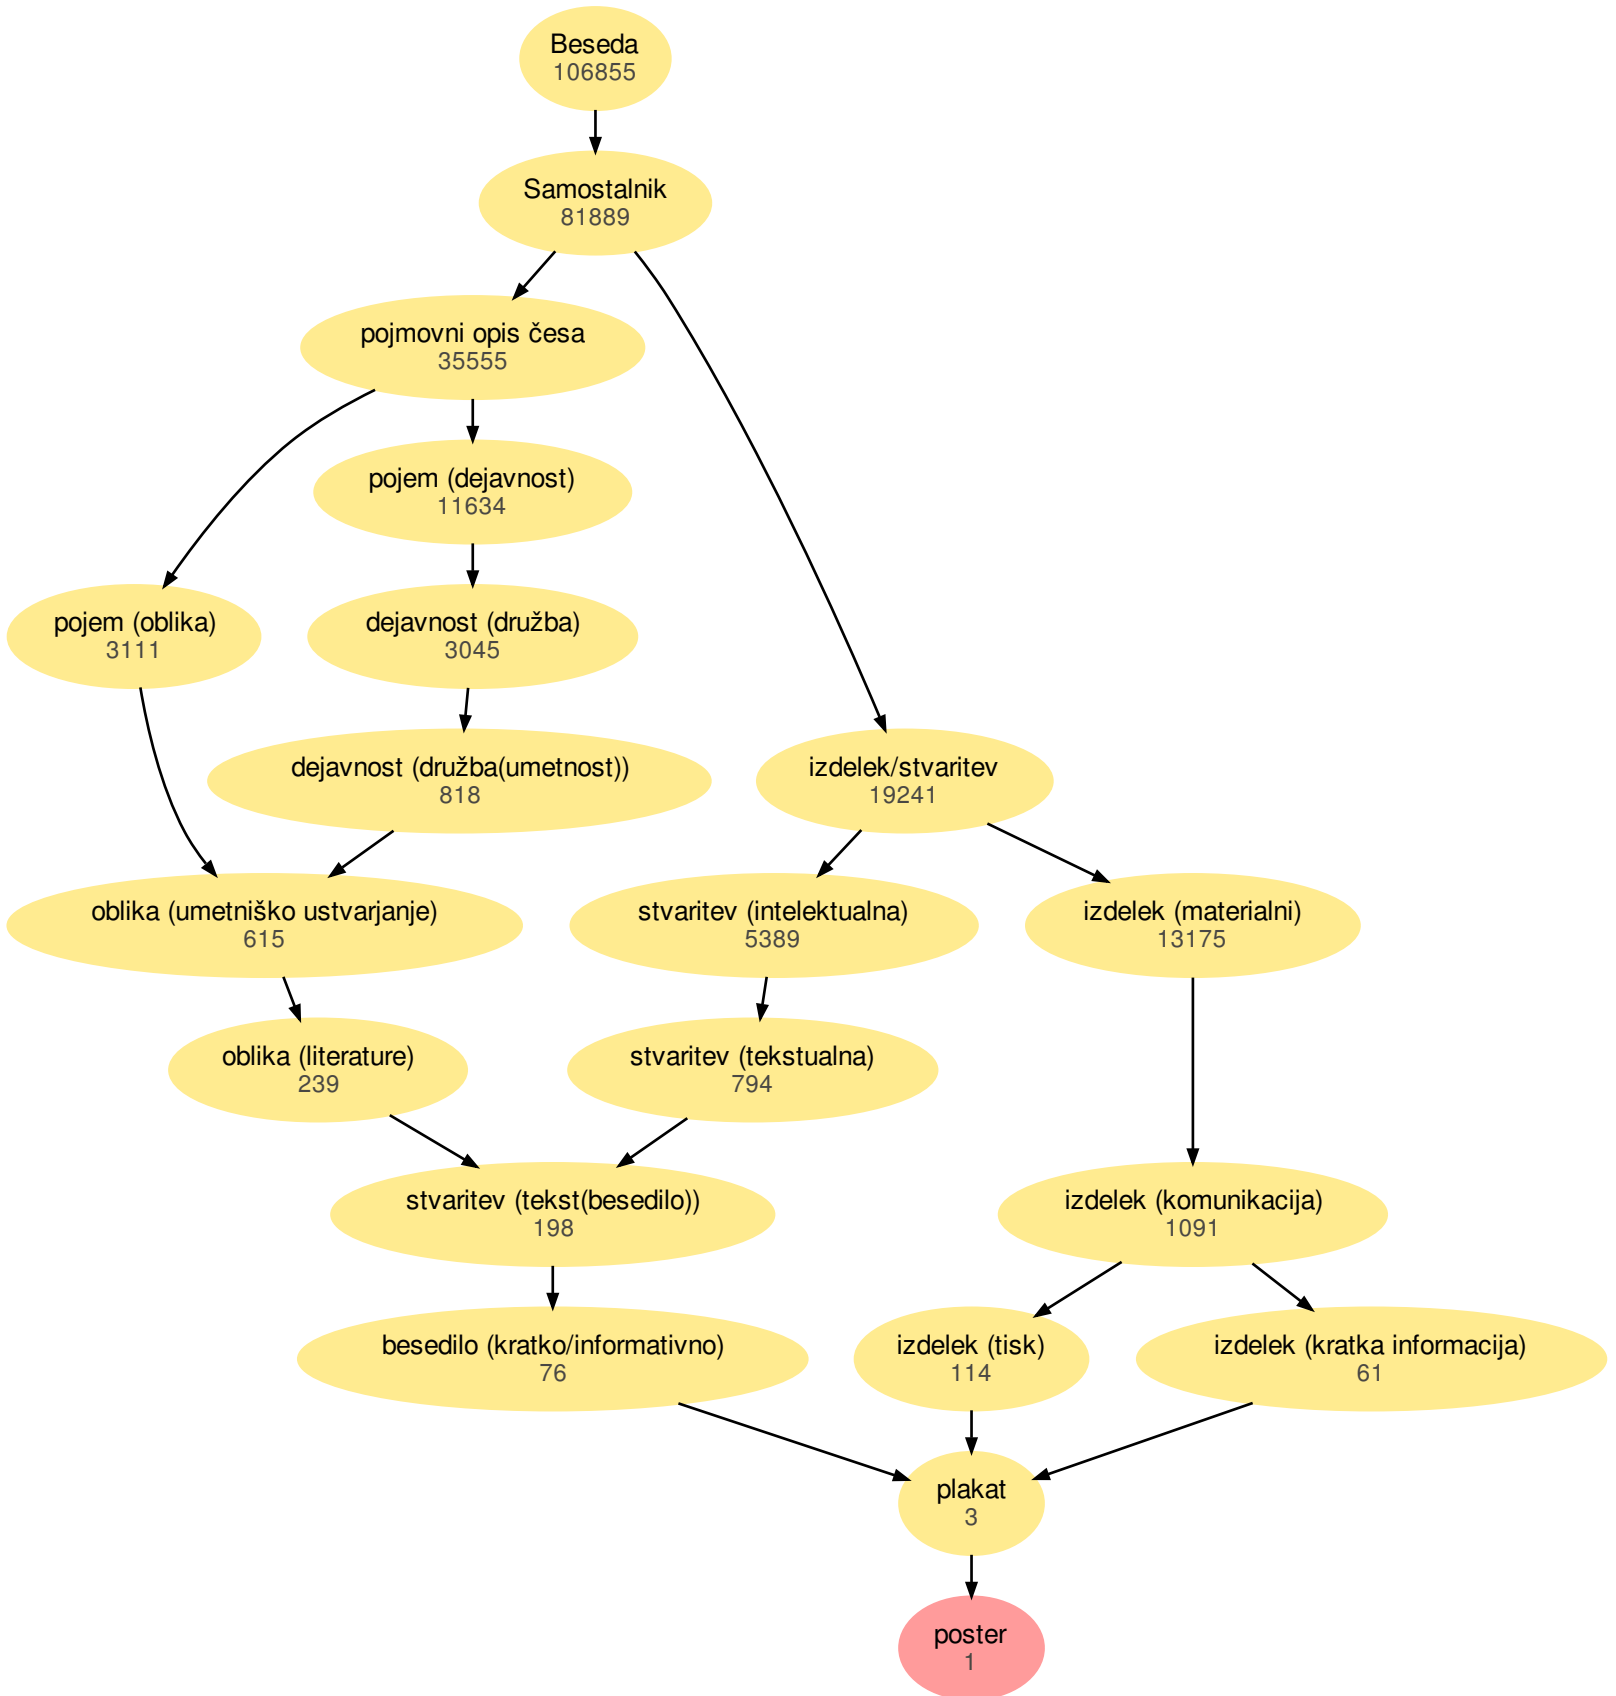 Beseda
106855
Samostalnik
81889
pojmovni opis česa
35555
pojem (dejavnost)
11634
pojem (oblika)
3111
dejavnost (družba)
3045
dejavnost (družba(umetnost))
818
izdelek/stvaritev
19241
oblika (umetniško ustvarjanje)
615
stvaritev (intelektualna)
5389
izdelek (materialni)
13175
oblika (literature)
239
stvaritev (tekstualna)
794
stvaritev (tekst(besedilo))
198
izdelek (komunikacija)
1091
besedilo (kratko/informativno)
76
izdelek (tisk)
114
izdelek (kratka informacija)
61
plakat
3
poster
1